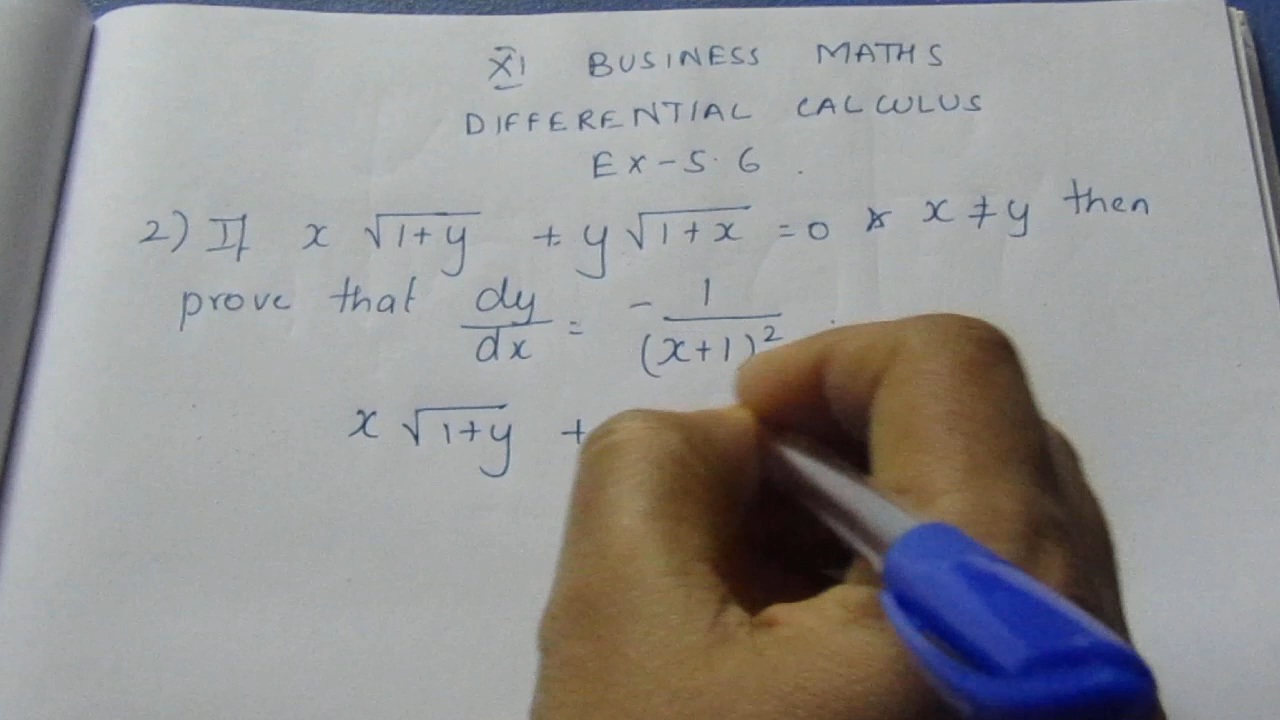 XI BUSINESS MATHS
DIFFERENTIAL CALCULUS
EX-5.6.
2) If x √1+y + y √1+x = 0 & x ≠ y then
prove that dy/dx = - 1/(x+1)² .
x √1+y +